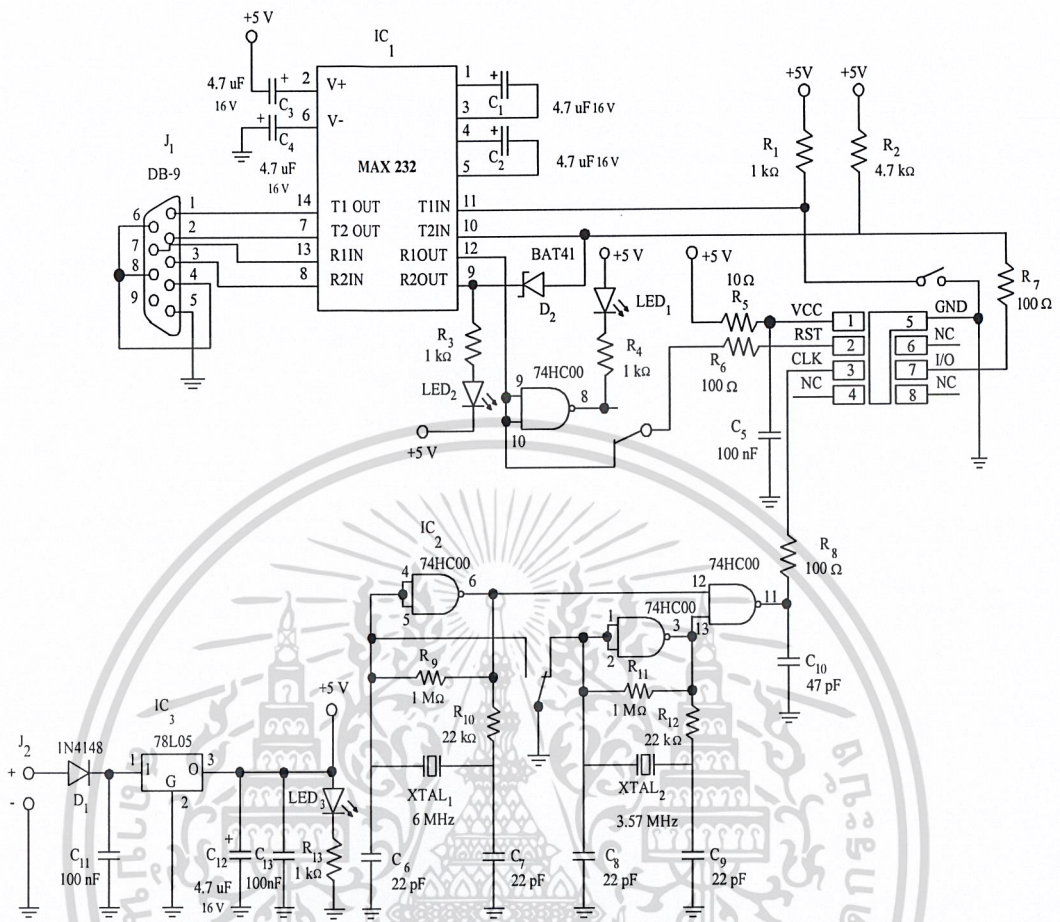 +5 V
IC
1
4.7 uF
16 V
+
C3
2
V+
6
V-
+
C4
4.7 uF
16 V
MAX 232
1
+
C1
3
4.7 uF 16 V
4
+
C2
5
4.7 uF 16 V
J1
DB-9
6
7
8
9
1
2
3
4
5
14
T1 OUT
7
T2 OUT
13
R1IN
8
R2IN
T1IN
11
T2IN
10
R1OUT
12
R2OUT
9
+5V
R1
1 kΩ
+5V
R2
4.7 kΩ
BAT41
D2
+5 V
LED1
R3
1 kΩ
LED2
+5 V
R4
1 kΩ
74HC00
9
10
8
+5 V
10 Ω
R5
R6
100 Ω
C5
100 nF
VCC
RST
CLK
NC
1
2
3
4
5
6
7
8
GND
NC
I/O
NC
R7
100 Ω
IC
2
74HC00
4
5
6
R9
1 MΩ
R10
22 kΩ
XTAL1
6 MHz
C6
22 pF
C7
22 pF
74HC00
1
2
3
R11
1 MΩ
R12
22 kΩ
XTAL2
3.57 MHz
C8
22 pF
C9
22 pF
74HC00
12
13
11
R8
100 Ω
C10
47 pF
J2
+
-
1N4148
D1
IC
3
78L05
1
I
O
3
G
2
C11
100 nF
+
C12
4.7 uF
16 V
C13
100nF
+5 V
LED3
R13
1 kΩ